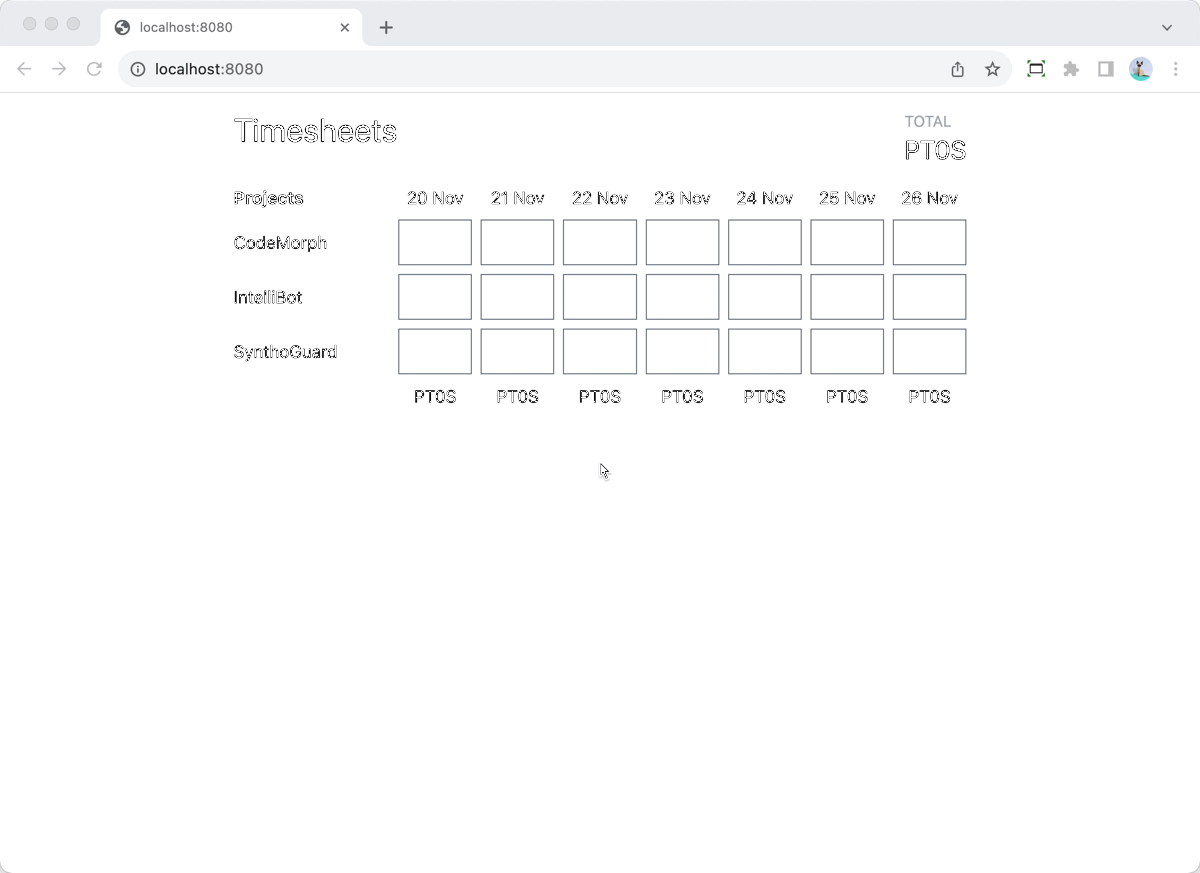 localhost:8080
localhost:8080
Timesheets
TOTAL
PT0S
Projects 20 Nov 21 Nov 22 Nov 23 Nov 24 Nov 25 Nov 26 Nov
CodeMorph
IntelliBot
SynthoGuard
PT0S PT0S PT0S PT0S PT0S PT0S PT0S